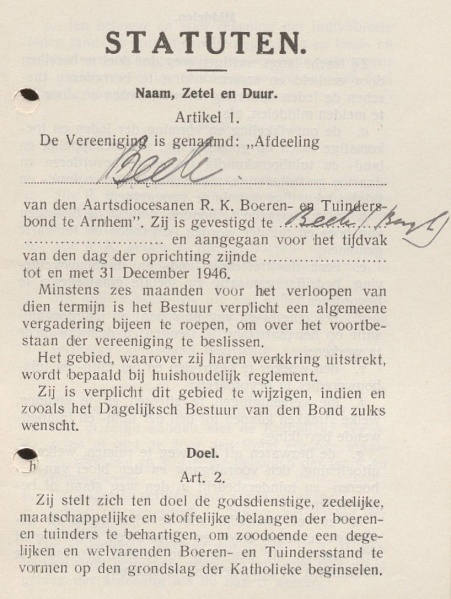 STATUTEN.
Naam, Zetel en Duur.
Artikel 1.
De Vereeniging is genaamd: „Afdeeling
Beek
van den Aartsdiocesanen R. K. Boeren- en Tuinders-
bond te Arnhem". Zij is gevestigd te Beek (Bergh)
........................ en aangegaan voor het tijdvak
van den dag der oprichting zijnde .....................
tot en met 31 December 1946.
Minstens zes maanden voor het verloopen van
dien termijn is het Bestuur verplicht een algemeene
vergadering bijeen te roepen, om over het voortbe-
staan der vereeniging te beslissen.
Het gebied, waarover zij haren werkkring uitstrekt,
wordt bepaald bij huishoudelijk reglement.
Zij is verplicht dit gebied te wijzigen, indien en
zooals het Dagelijksch Bestuur van den Bond zulks
wenscht.
Doel.
Art. 2.
Zij stelt zich ten doel de godsdienstige, zedelijke,
maatschappelijke en stoffelijke belangen der boeren-
en tuinders te behartigen, om zoodoende een dege-
lijken en welvarenden Boeren- en Tuindersstand te
vormen op den grondslag der Katholieke beginselen.